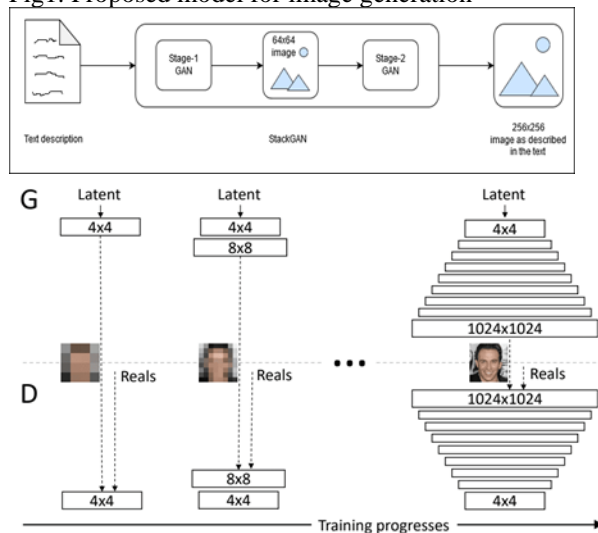 Fig1. Proposed model for image generation
Stage-1
GAN
64x64
image
Stage-2
GAN
Text description
StackGAN
256x256
image as described
in the text
G
Latent
Latent
Latent
4x4
4x4
4x4
8x8
1024x1024
Reals
Reals
Reals
D
1024x1024
8x8
4x4
4x4
4x4
Training progresses